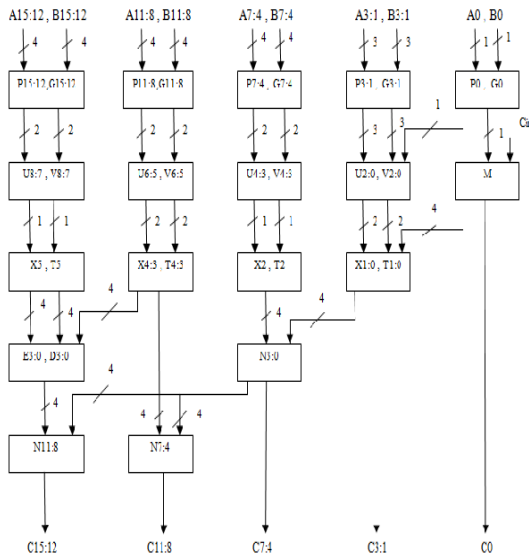 A15:12 , B15:12 A11:8 , B11:8 A7:4 , B7:4 A3:1 , B3:1 A0 , B0
4 4 4 4 4 4 3 3 1 1
P15:12,G15:12 P11:8,G11:8 P7:4 , G7:4 P3:1 , G3:1 P0 , G0
2 2 2 2 2 2 3 3 1 1 Cin
U8:7 , V8:7 U6:5 , V6:5 U4:3 , V4:3 U2:0 , V2:0 M
1 1 2 2 1 1 2 2 4
X5 , T5 X4:3 , T4:3 X2 , T2 X1:0 , T1:0
4 4 4 4 4
E3:0 , D3:0 N3:0
4 4 4 4
N11:8 N7:4
C15:12 C11:8 C7:4 C3:1 C0